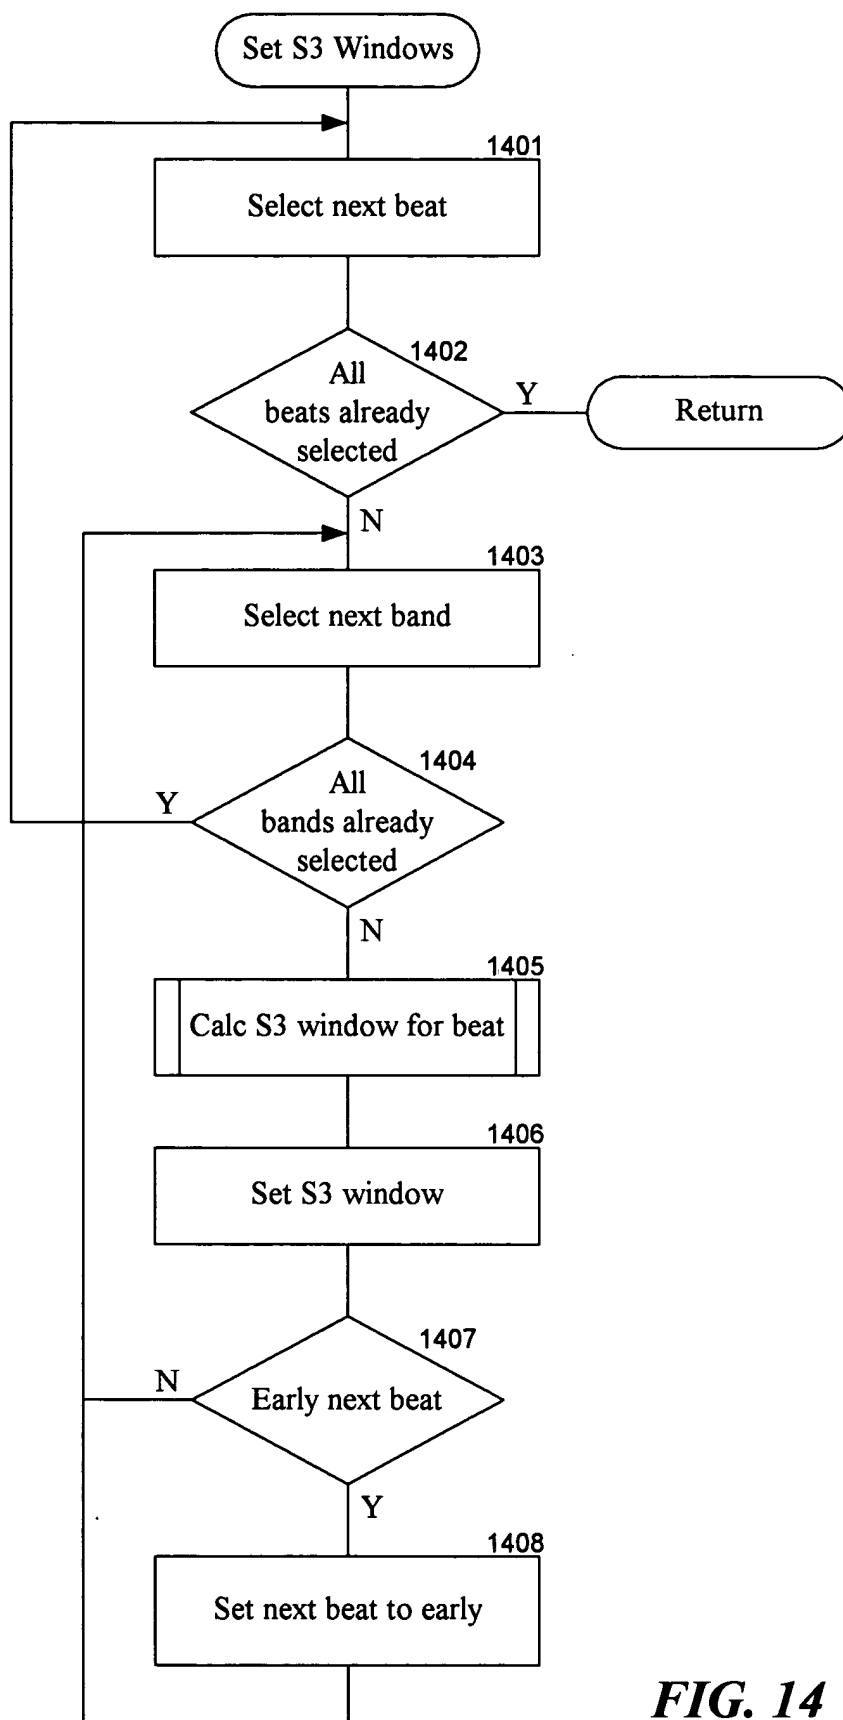 Set S3 Windows
1401
Select next beat
1402
All
beats already
selected
Y
Return
N
1403
Select next band
1404
All
bands already
selected
Y
N
1405
Calc S3 window for beat
1406
Set S3 window
1407
Early next beat
N
Y
1408
Set next beat to early
FIG. 14